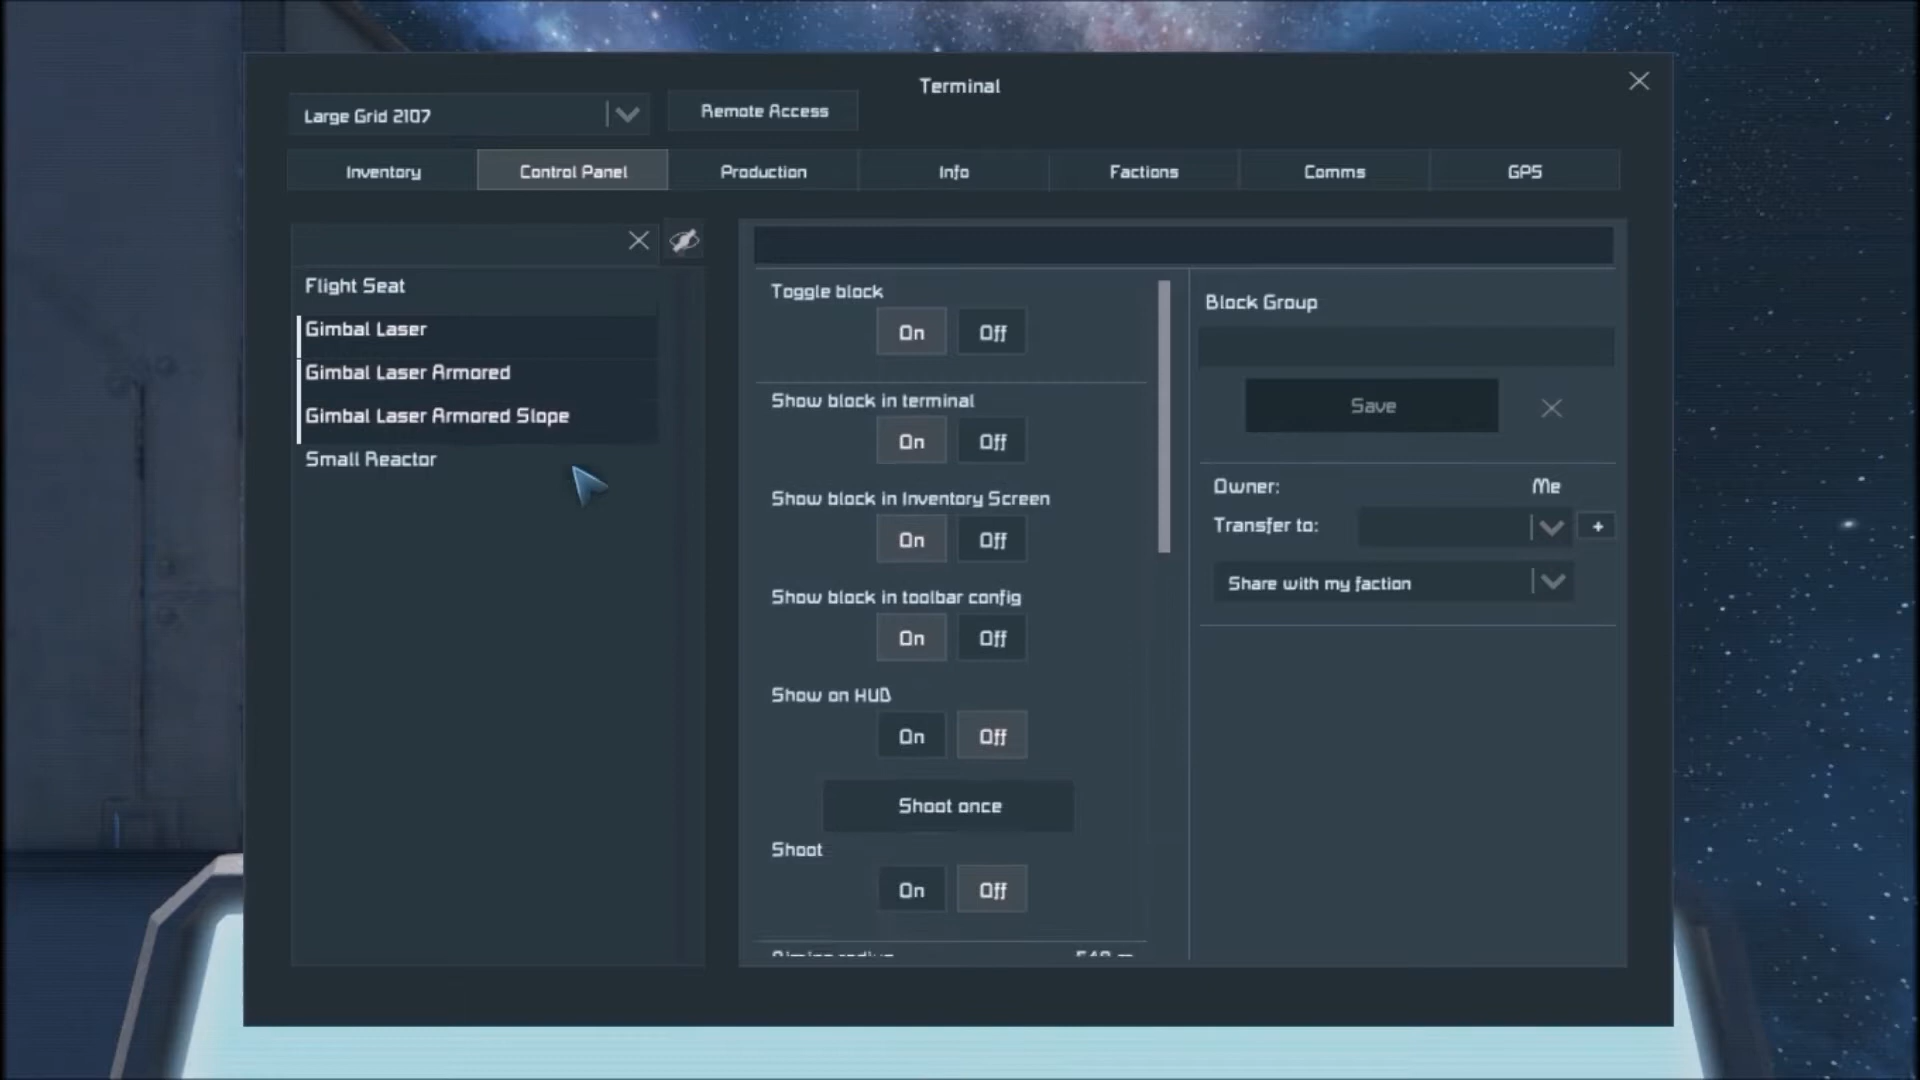 Terminal
Large Grid 2107
Remote Access
Inventory
Control Panel
Production
Info
Factions
Comms
GPS
Flight Seat
Gimbal Laser
Gimbal Laser Armored
Gimbal Laser Armored Slope
Small Reactor
Toggle block
On Off
Show block in terminal
On Off
Show block in Inventory Screen
On Off
Show block in toolbar config
On Off
Show on HUD
On Off
Shoot once
Shoot
On Off
Block Group
Save
Owner: Me
Transfer to:
+
Share with my faction